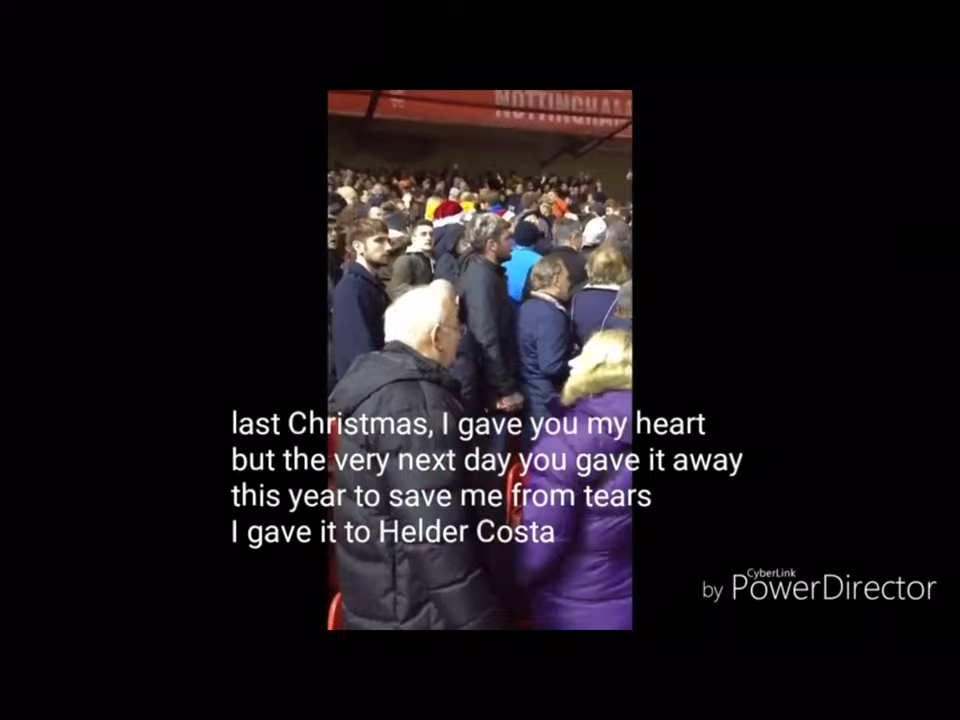 NOTTINGHAM
last Christmas, I gave you my heart
but the very next day you gave it away
this year to save me from tears
I gave it to Helder Costa
CyberLink
by PowerDirector